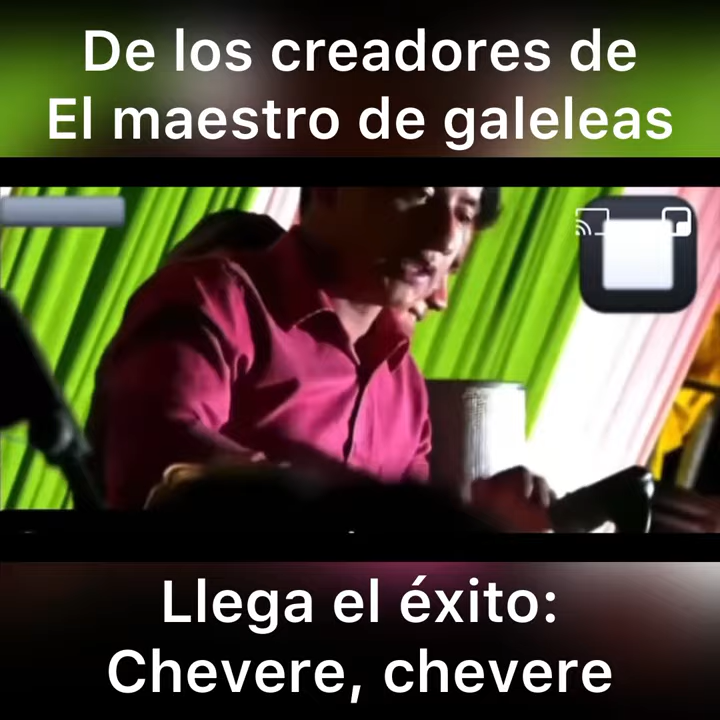 De los creadores de
El maestro de galeleas
Llega el éxito:
Chevere, chevere